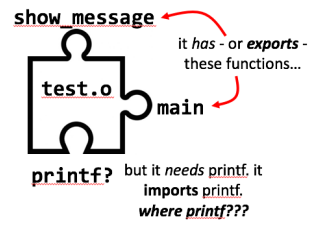 show_message
it has - or exports -
these functions...
test.o
main
printf?
but it needs printf. it
imports printf.
where printf???